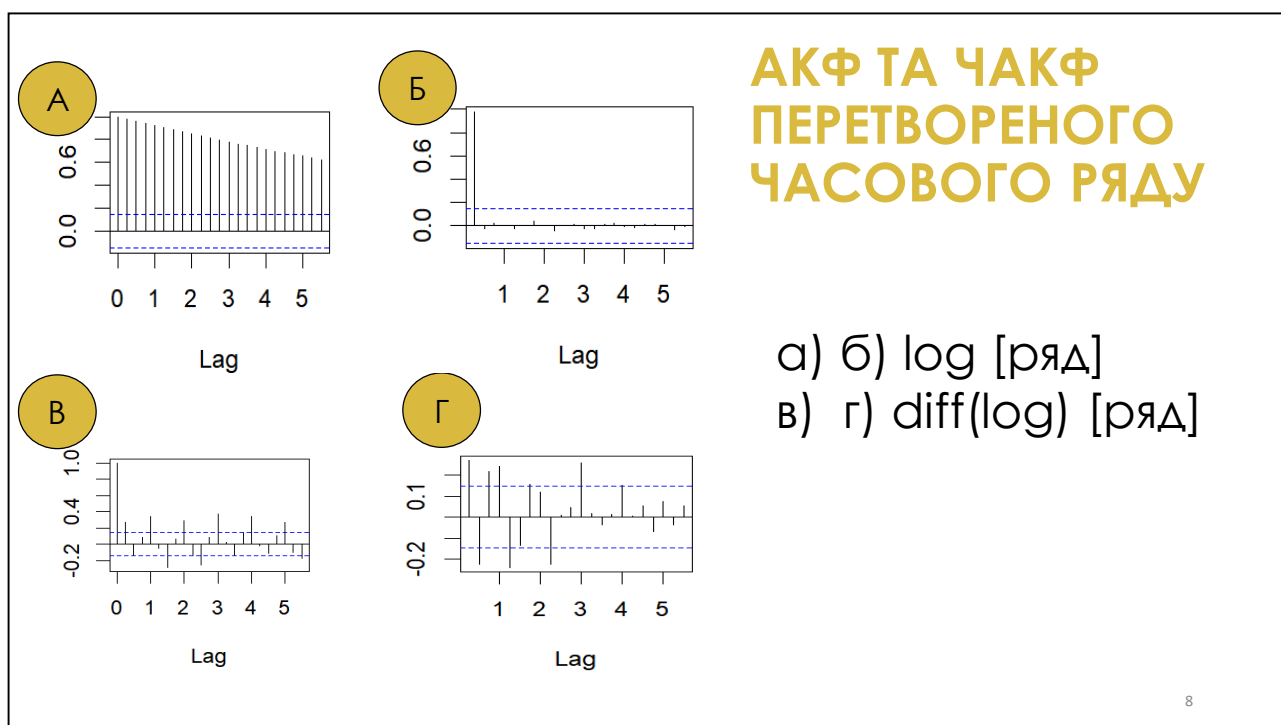 АКФ ТА ЧАКФ
ПЕРЕТВОРЕНОГО
ЧАСОВОГО РЯДУ
А
0.6
0.0
0 1 2 3 4 5
Lag
Б
0.6
0.0
1 2 3 4 5
Lag
а) б) log [ряд]
в) г) diff(log) [ряд]
В
1.0
0.4
-0.2
0 1 2 3 4 5
Lag
Г
0.1
-0.2
1 2 3 4 5
Lag
8